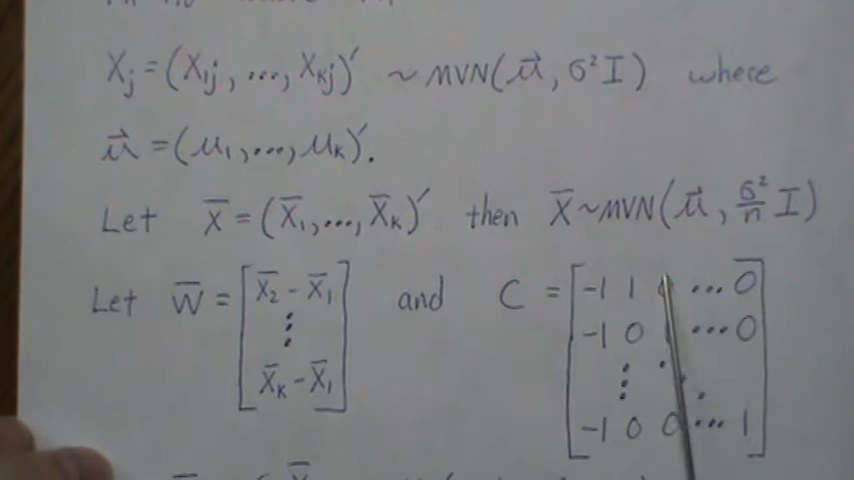 X_j = (X_1j, ..., X_kj)' ~ MVN(μ⃗, σ²I) where
μ⃗ = (μ_1, ..., μ_k)'.
Let X̄ = (X̄_1, ..., X̄_k)' then X̄ ~ MVN(μ⃗, σ²/n I)
Let W̄ = [X̄_2 - X̄_1 ⋮ X̄_k - X̄_1] and C = [-1 1 0 ... 0
-1 0 ... 0
⋮ ⋱
-1 0 0 ... 1]